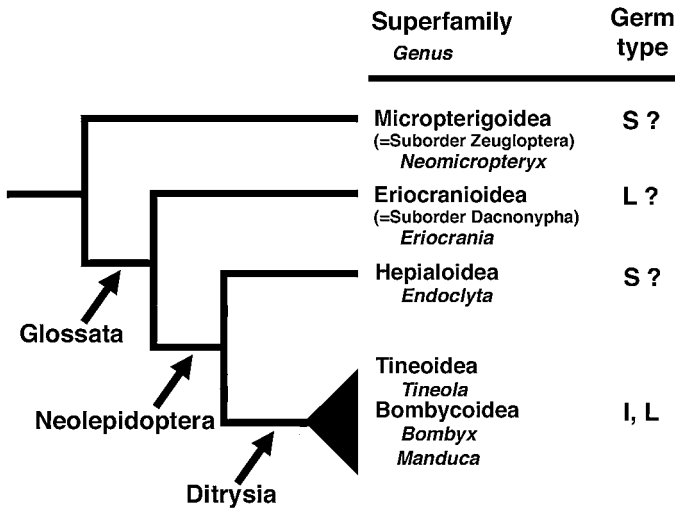 Superfamily
Genus
Germ
type
Micropterigoidea
(=Suborder Zeugloptera)
Neomicropteryx
S ?
Eriocranioidea
(=Suborder Dacnonypha)
Eriocrania
L ?
Hepialoidea
Endoclyta
S ?
Glossata
Tineoidea
Tineola
Neolepidoptera
Bombycoidea
I, L
Bombyx
Manduca
Ditrysia